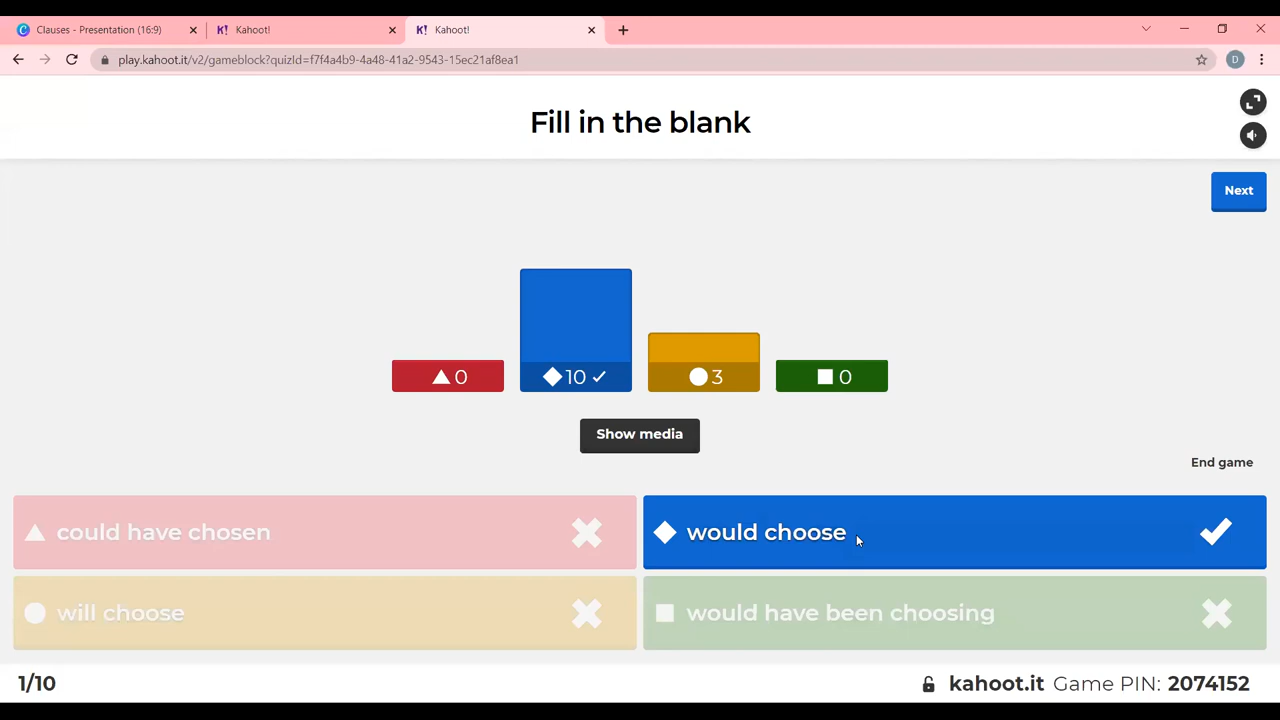 Clauses - Presentation (16:9)
K! Kahoot!
K! Kahoot!
play.kahoot.it/v2/gameblock?quizId=f7f4a4b9-4a48-41a2-9543-15ec21af8ea1
D
Fill in the blank
Next
0
10
3
0
Show media
End game
could have chosen
would choose
will choose
would have been choosing
1/10
kahoot.it Game PIN: 2074152